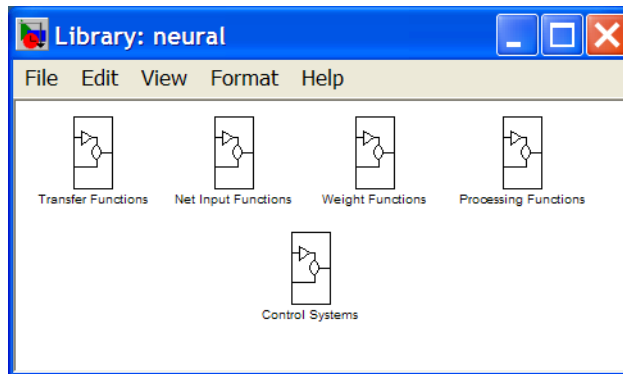 Library: neural
File Edit View Format Help
Transfer Functions Net Input Functions Weight Functions Processing Functions
Control Systems